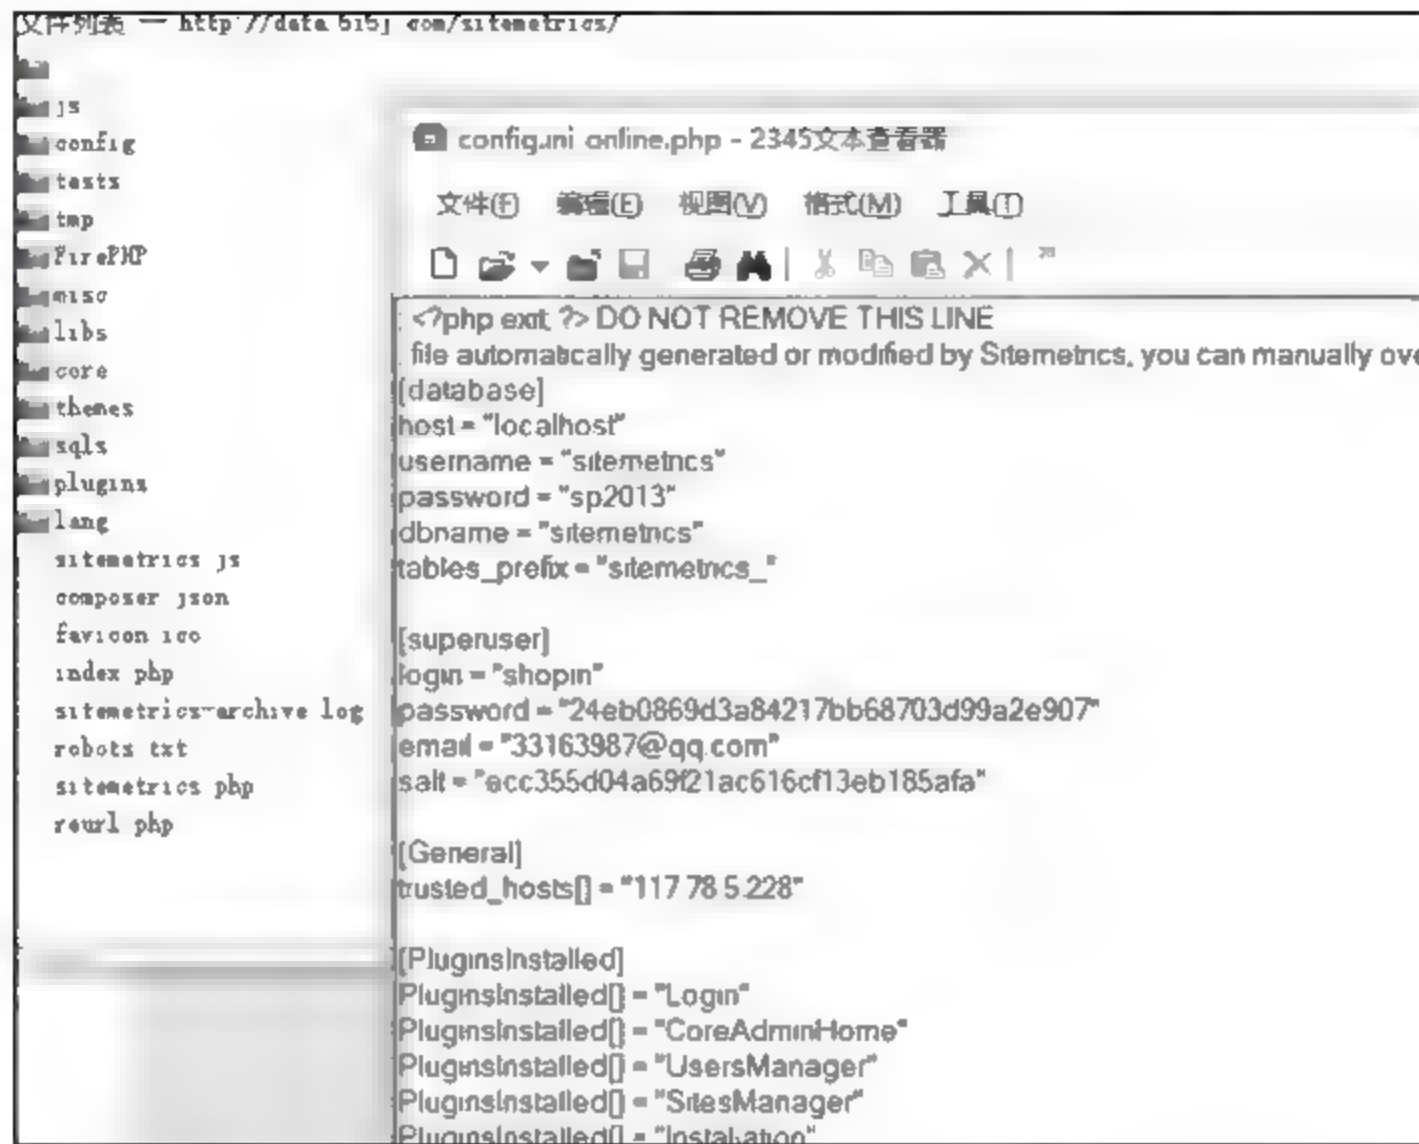 文件列表 — http://data.bibj.com/sitemetrics/
js
config
tests
tmp
FirePHP
misc
libs
core
themes
sqls
plugins
lang
sitemetrics.js
composer.json
favicon.ico
index.php
sitemetrics-archive.log
robots.txt
sitemetrics.php
reurl.php
config.ini.online.php - 2345文本查看器
文件(F) 编辑(E) 视图(V) 格式(M) 工具(T)
; <?php exit; ?> DO NOT REMOVE THIS LINE
; file automatically generated or modified by Sitemetrics, you can manually ove
[database]
host = "localhost"
username = "sitemetrics"
password = "sp2013"
dbname = "sitemetrics"
tables_prefix = "sitemetrics_"
[superuser]
login = "shopin"
password = "24eb0869d3a84217bb68703d99a2e907"
email = "33163987@qq.com"
salt = "ecc355d04a69f21ac616cf13eb185afa"
[General]
trusted_hosts[] = "117.78.5.228"
[PluginsInstalled]
PluginsInstalled[] = "Login"
PluginsInstalled[] = "CoreAdminHome"
PluginsInstalled[] = "UsersManager"
PluginsInstalled[] = "SitesManager"
PluginsInstalled[] = "Installation"